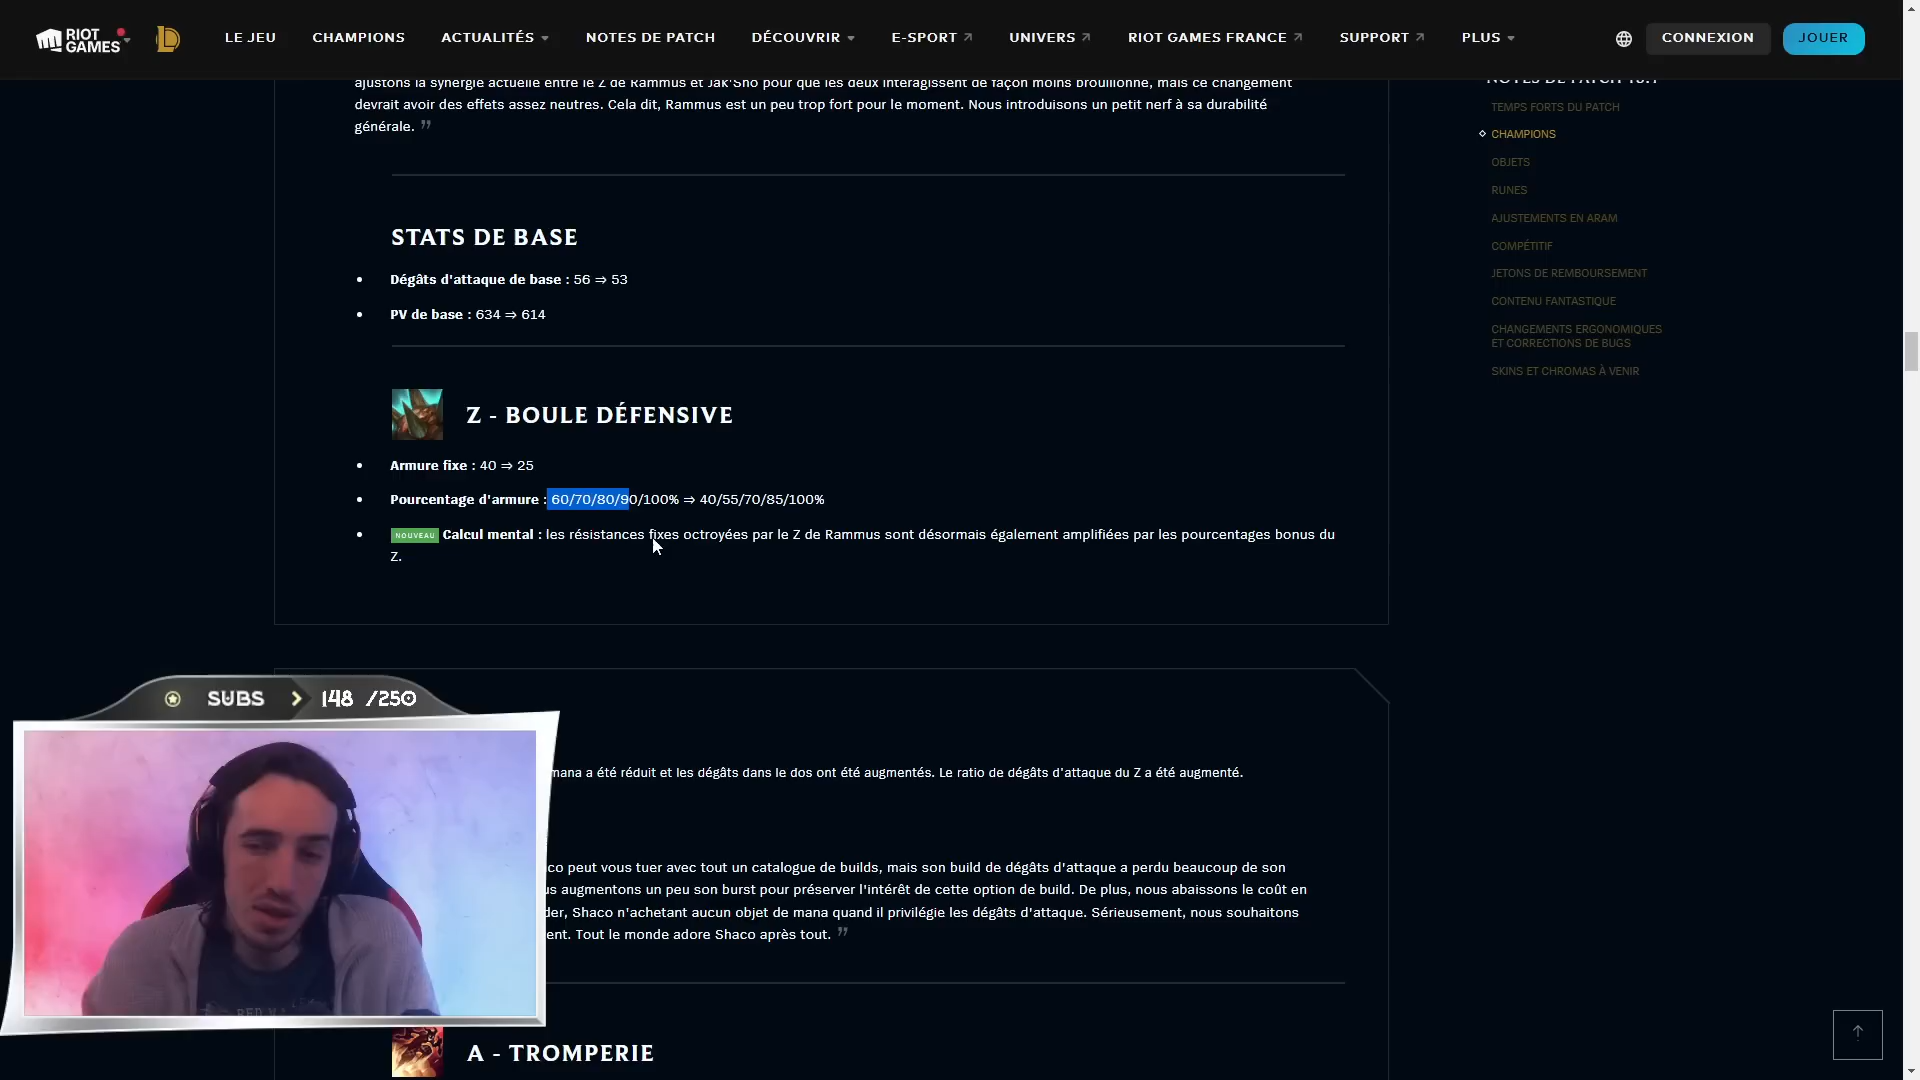 RIOT GAMES
LE JEU CHAMPIONS ACTUALITÉS NOTES DE PATCH DÉCOUVRIR E-SPORT UNIVERS RIOT GAMES FRANCE SUPPORT PLUS CONNEXION JOUER
ajustons la synergie actuelle entre le Z de Rammus et Jak'Sho pour que les deux interagissent de façon moins brouillonne, mais ce changement
devrait avoir des effets assez neutres. Cela dit, Rammus est un peu trop fort pour le moment. Nous introduisons un petit nerf à sa durabilité
générale. ”
STATS DE BASE
• Dégâts d'attaque de base : 56 ⇒ 53
• PV de base : 634 ⇒ 614
Z - BOULE DÉFENSIVE
• Armure fixe : 40 ⇒ 25
• Pourcentage d'armure : 60/70/80/90/100% ⇒ 40/55/70/85/100%
• NOUVEAU Calcul mental : les résistances fixes octroyées par le Z de Rammus sont désormais également amplifiées par les pourcentages bonus du
Z.
mana a été réduit et les dégâts dans le dos ont été augmentés. Le ratio de dégâts d'attaque du Z a été augmenté.
peut vous tuer avec tout un catalogue de builds, mais son build de dégâts d'attaque a perdu beaucoup de son
augmentons un peu son burst pour préserver l'intérêt de cette option de build. De plus, nous abaissons le coût en
Shaco n'achetant aucun objet de mana quand il privilégie les dégâts d'attaque. Sérieusement, nous souhaitons
Tout le monde adore Shaco après tout. ”
A - TROMPERIE
NOTES DE PATCH 13.1
TEMPS FORTS DU PATCH
CHAMPIONS
OBJETS
RUNES
AJUSTEMENTS EN ARAM
COMPÉTITIF
JETONS DE REMBOURSEMENT
CONTENU FANTASTIQUE
CHANGEMENTS ERGONOMIQUES
ET CORRECTIONS DE BUGS
SKINS ET CHROMAS À VENIR
SUBS > 148 /250